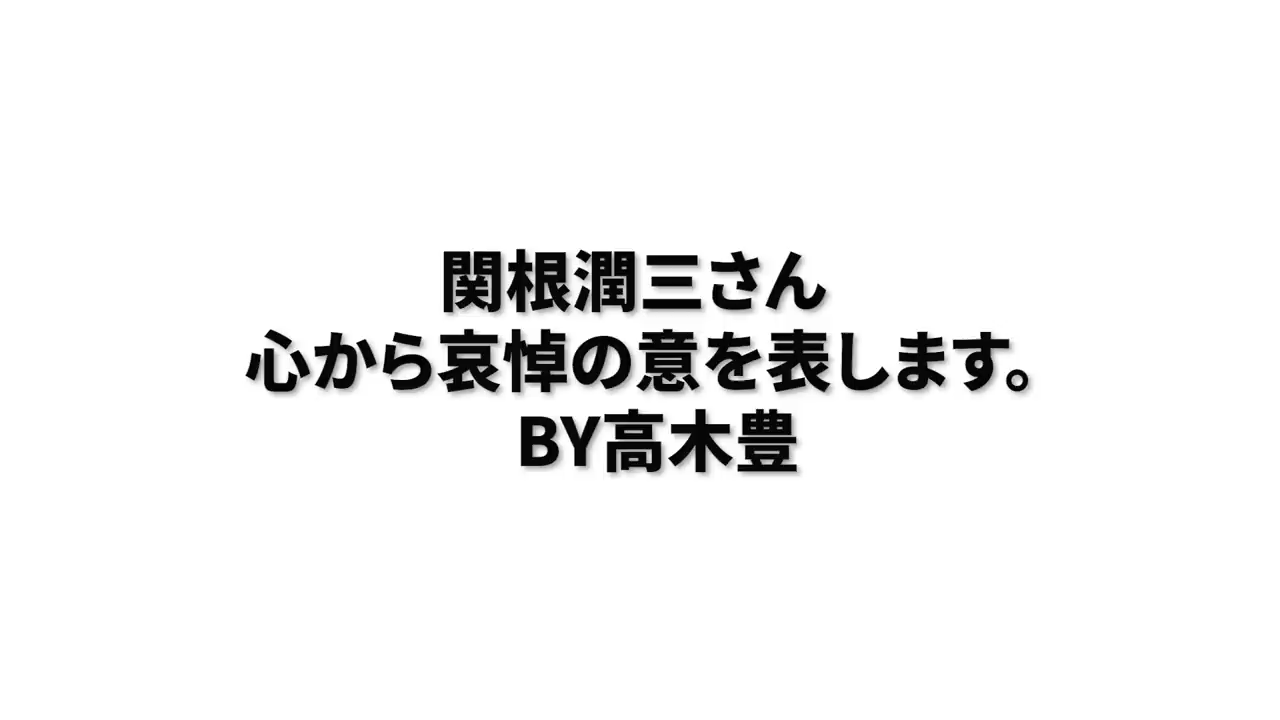 関根潤三さん
心から哀悼の意を表します。
BY高木豊